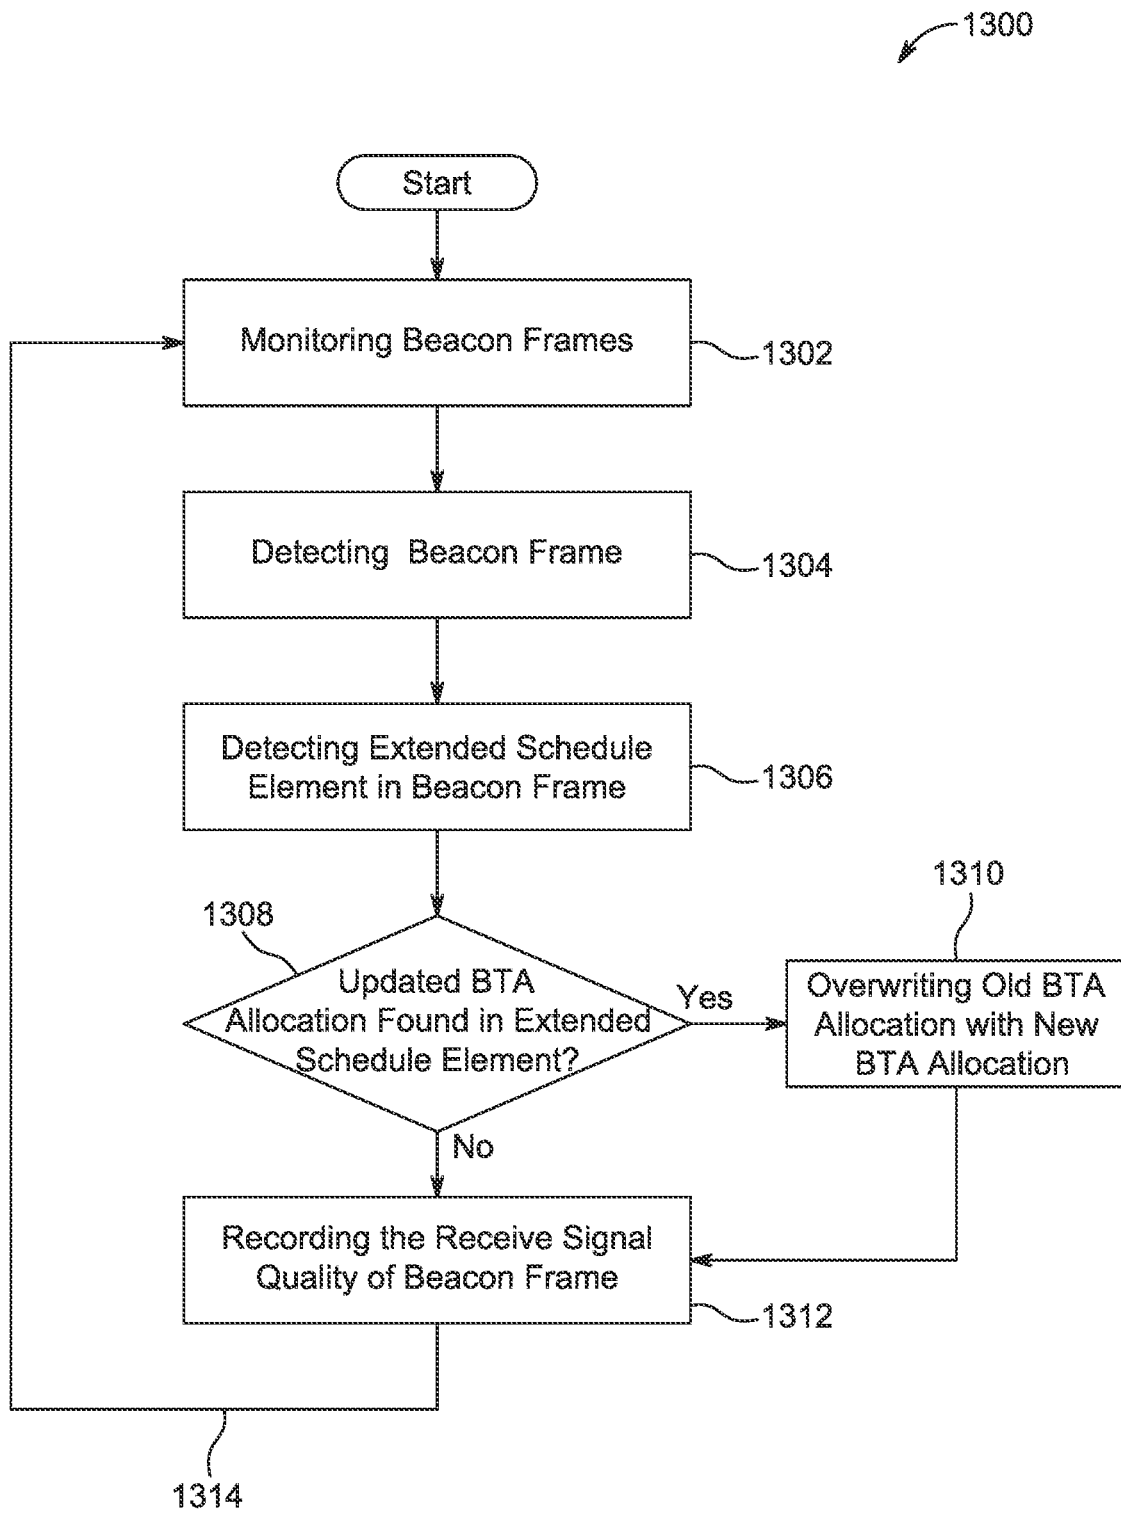 1300
Start
Monitoring Beacon Frames
1302
Detecting Beacon Frame
1304
Detecting Extended Schedule
Element in Beacon Frame
1306
1308
Updated BTA
Allocation Found in Extended
Schedule Element?
Yes
1310
Overwriting Old BTA
Allocation with New
BTA Allocation
No
Recording the Receive Signal
Quality of Beacon Frame
1312
1314